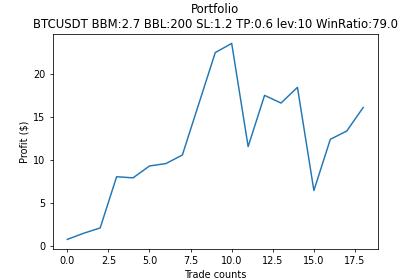 Portfolio
BTCUSDT BBM:2.7 BBL:200 SL:1.2 TP:0.6 lev:10 WinRatio:79.0
20
15
10
5
0
Profit ($)
0.0 2.5 5.0 7.5 10.0 12.5 15.0 17.5
Trade counts